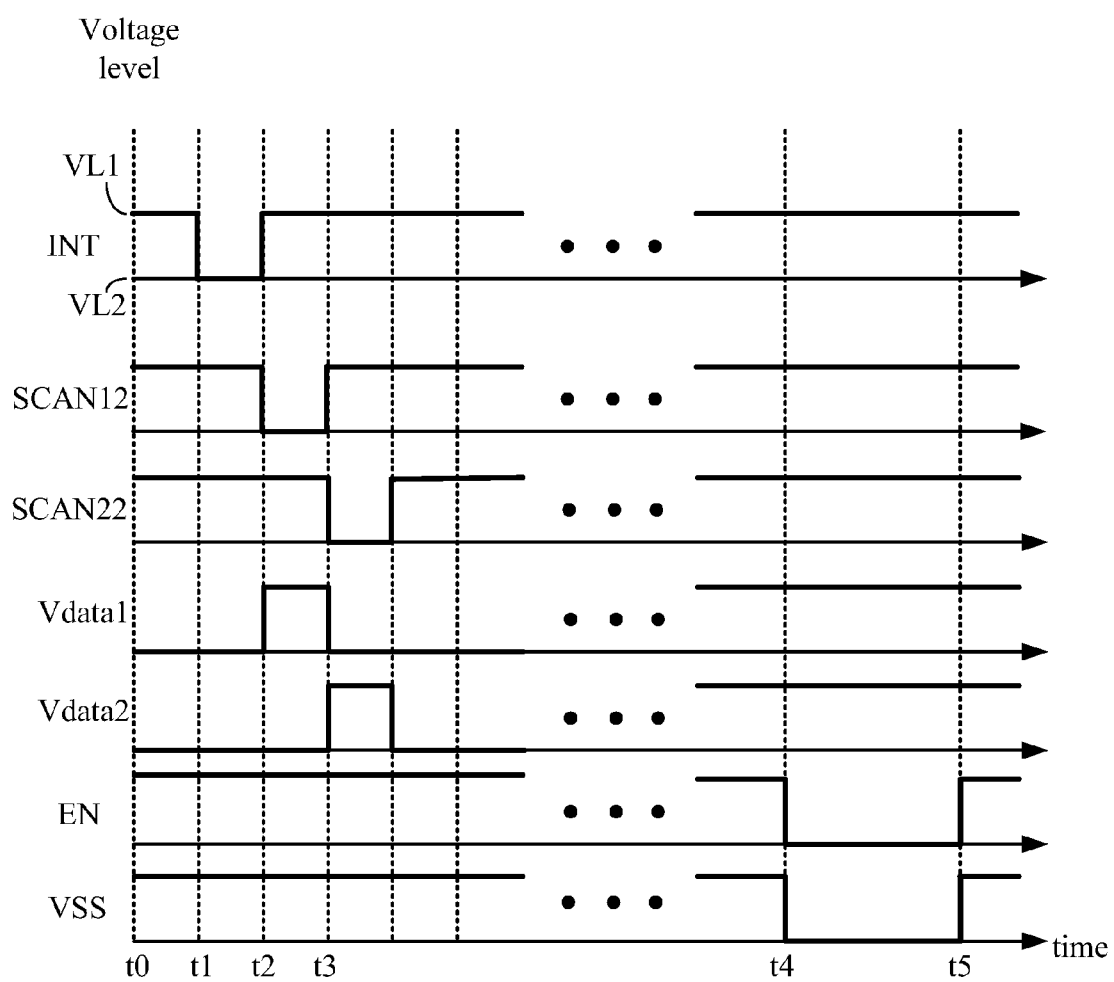 Voltage
level
VL1
INT
VL2
SCAN12
SCAN22
Vdata1
Vdata2
EN
VSS
time
t0 t1 t2 t3 t4 t5